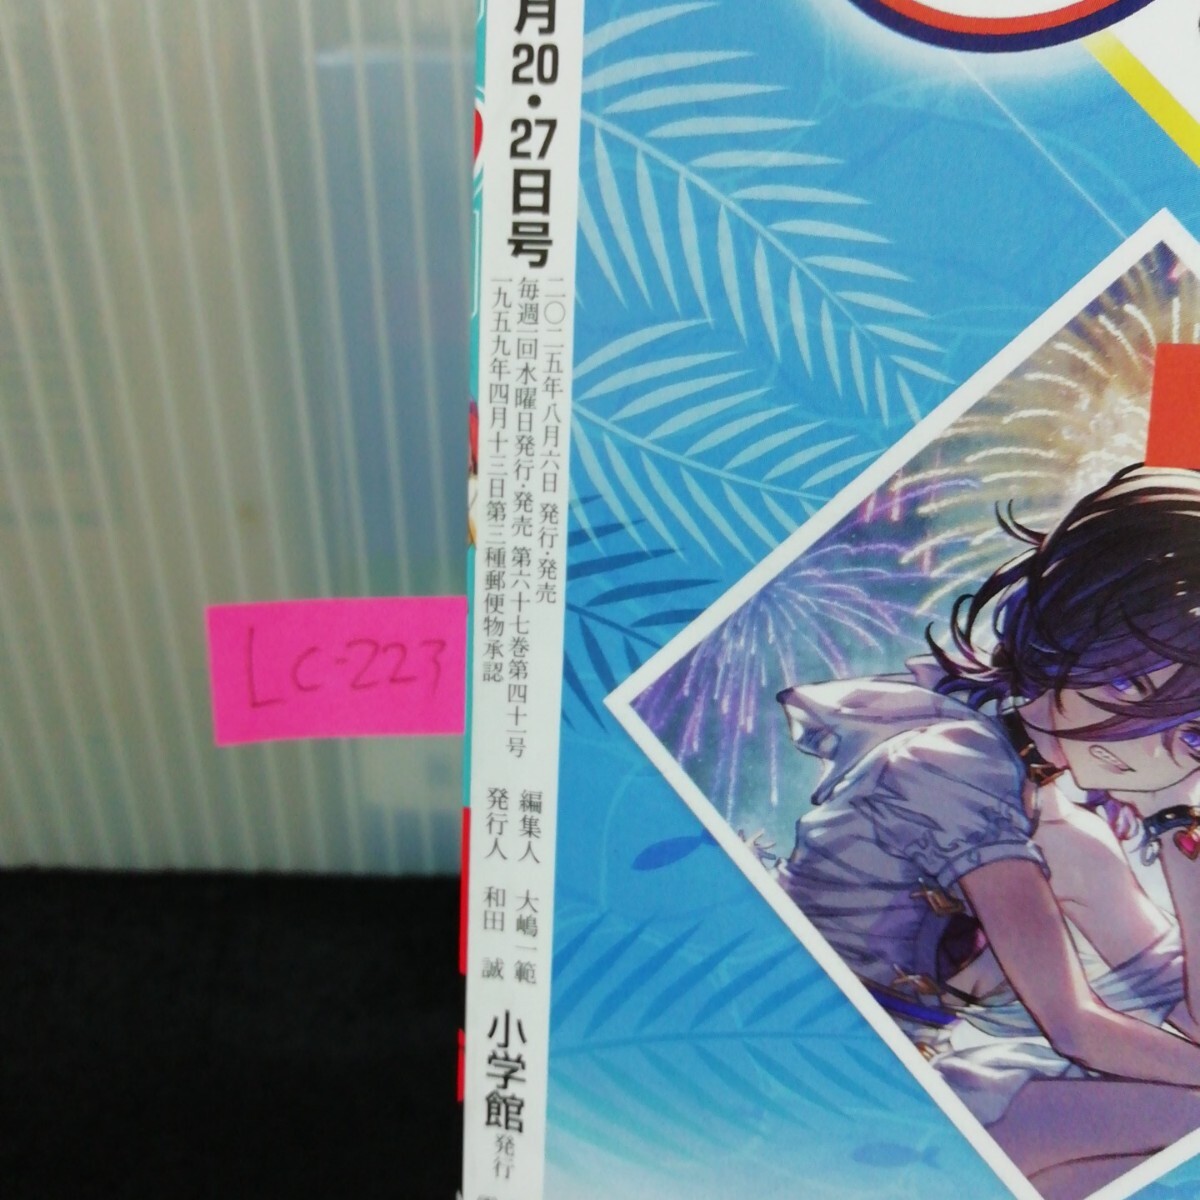 月20・27日号
二〇二五年八月六日 発行・発売
毎週一回水曜日発行・発売 第六十七巻第四十一号
一九五九年四月十三日第三種郵便物承認
編集人 大嶋一範
発行人 和田 誠
小学館
発行
LC-223